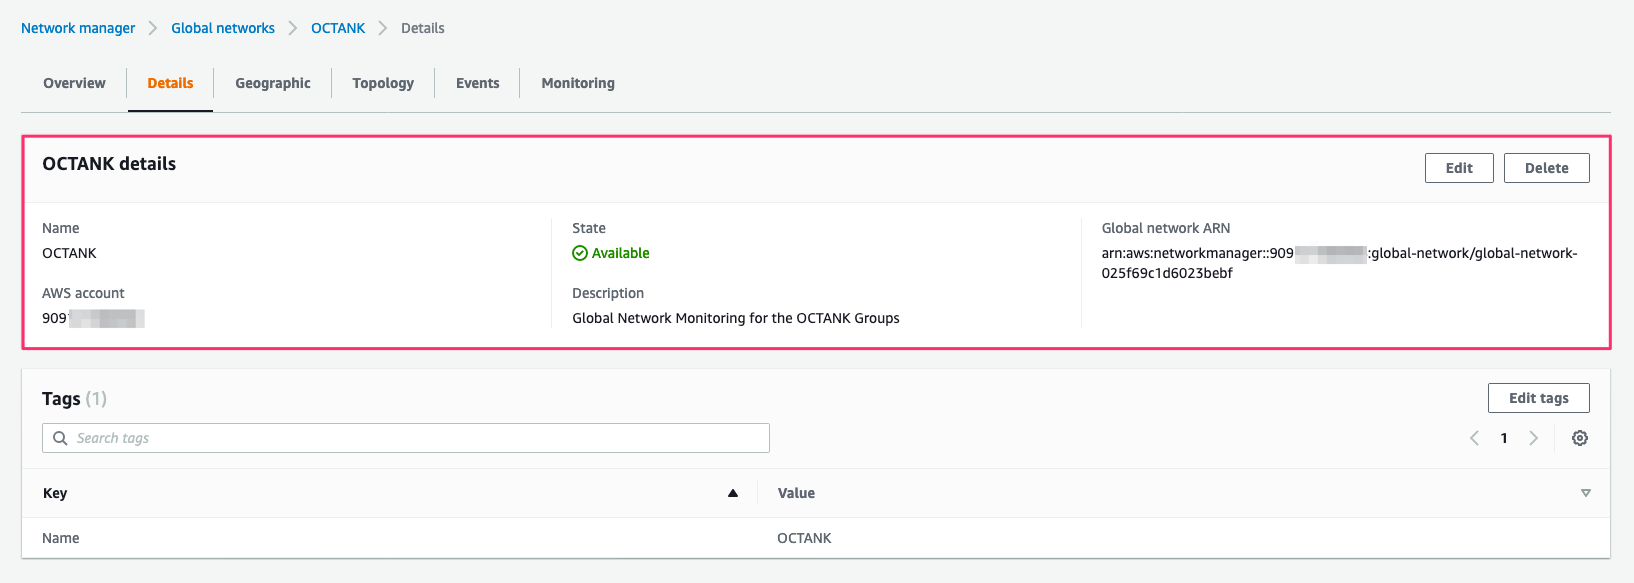 Network manager > Global networks > OCTANK > Details
Overview Details Geographic Topology Events Monitoring
OCTANK details
Edit Delete
Name
OCTANK
AWS account
909
State
Available
Description
Global Network Monitoring for the OCTANK Groups
Global network ARN
arn:aws:networkmanager::909 :global-network/global-network-
025f69c1d6023bebf
Tags (1)
Edit tags
Search tags
1
Key Value
Name OCTANK